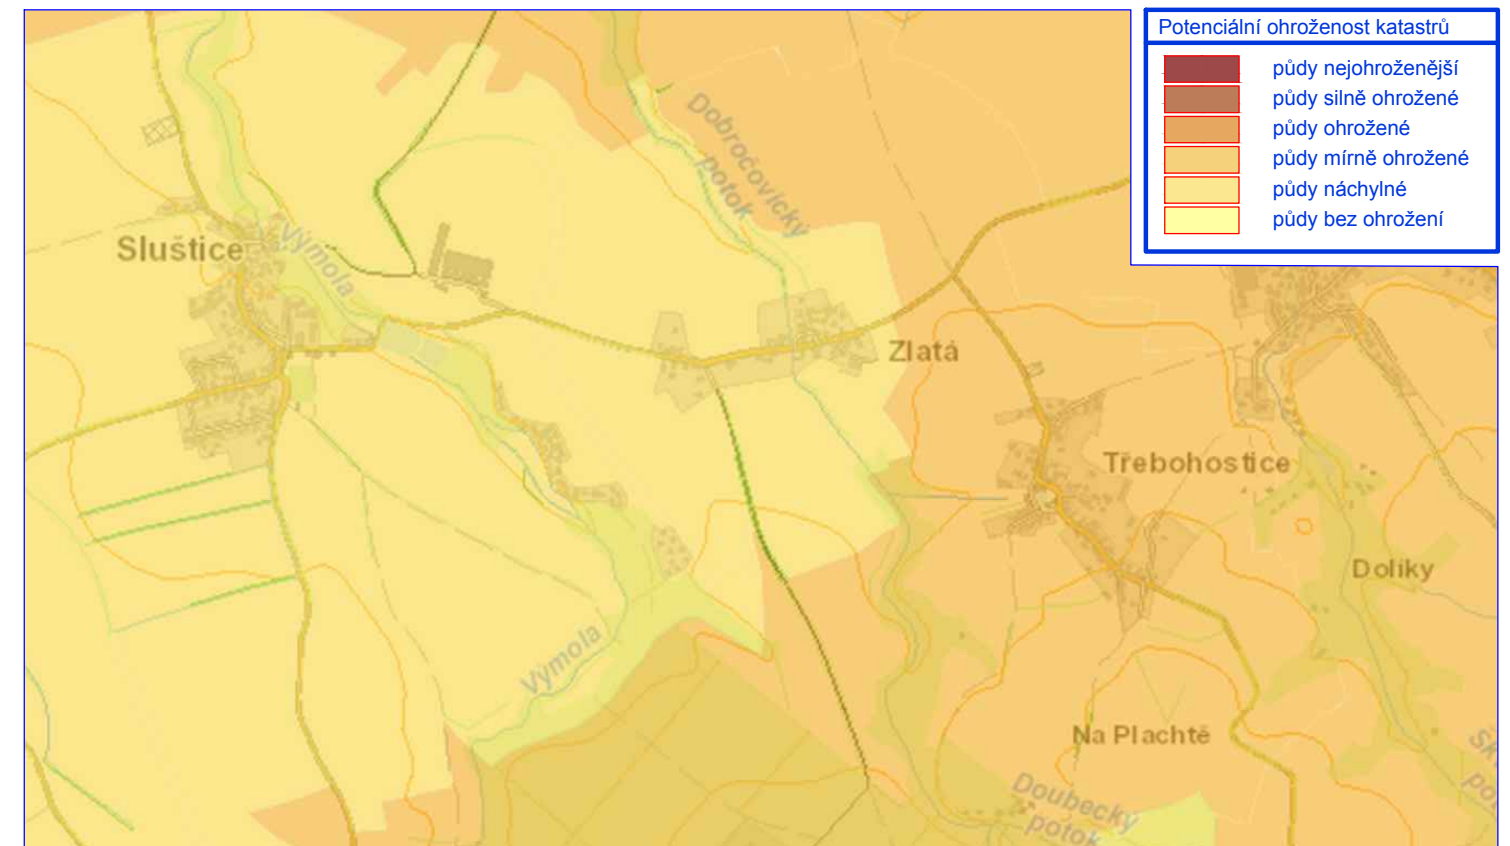 Potenciální ohroženost katastrů
půdy nejohroženější
půdy silně ohrožené
půdy ohrožené
půdy mírně ohrožené
půdy náchylné
půdy bez ohrožení
Dobročovický
potok
Sluštice
Výmola
Zlatá
Třebohostice
Dolíky
Výmola
Na Plachtě
Doubecký
potok